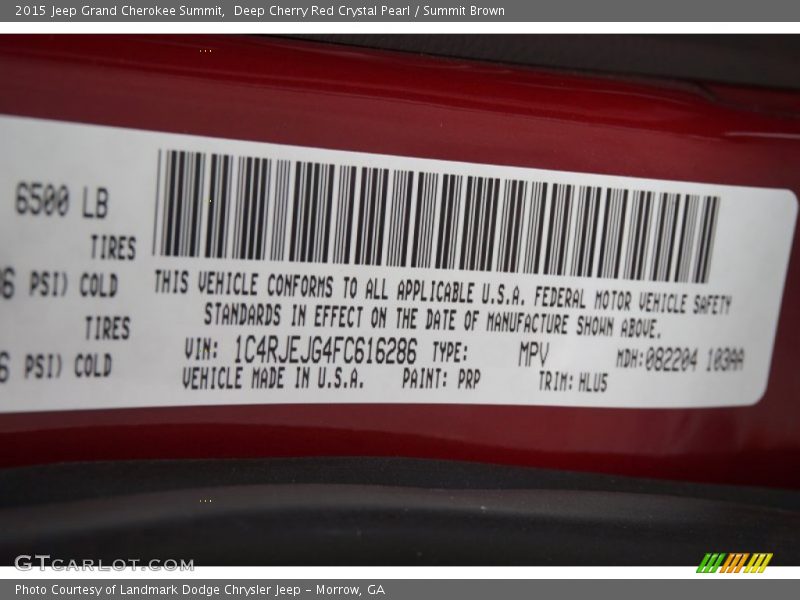 2015 Jeep Grand Cherokee Summit,  Deep Cherry Red Crystal Pearl / Summit Brown
6500 LB
TIRES
PSI) COLD
THIS VEHICLE CONFORMS TO ALL APPLICABLE U.S.A. FEDERAL MOTOR VEHICLE SAFETY
STANDARDS IN EFFECT ON THE DATE OF MANUFACTURE SHOWN ABOVE.
TIRES
VIN: 1C4RJEJG4FC616286 TYPE: MPV MDH:082204 103AA
PSI) COLD
VEHICLE MADE IN U.S.A. PAINT: PRP TRIM: HLU5
GTCARLOT.COM
Photo Courtesy of Landmark Dodge Chrysler Jeep – Morrow, GA